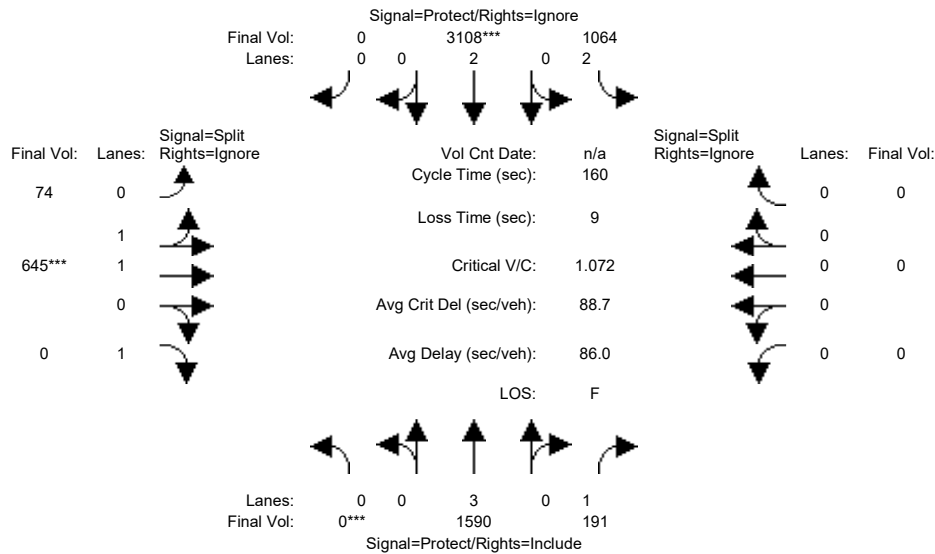 Signal=Protect/Rights=Ignore
Final Vol: 0 3108*** 1064
Lanes: 0 0 2 0 2
Signal=Split
Final Vol: Lanes: Rights=Ignore
Vol Cnt Date: n/a
Signal=Split
Rights=Ignore Lanes: Final Vol:
Cycle Time (sec): 160
74 0
0 0
Loss Time (sec): 9
1
0
645*** 1
Critical V/C: 1.072
0 0
0
Avg Crit Del (sec/veh): 88.7
0
0 1
Avg Delay (sec/veh): 86.0
0 0
LOS: F
Lanes: 0 0 3 0 1
Final Vol: 0*** 1590 191
Signal=Protect/Rights=Include